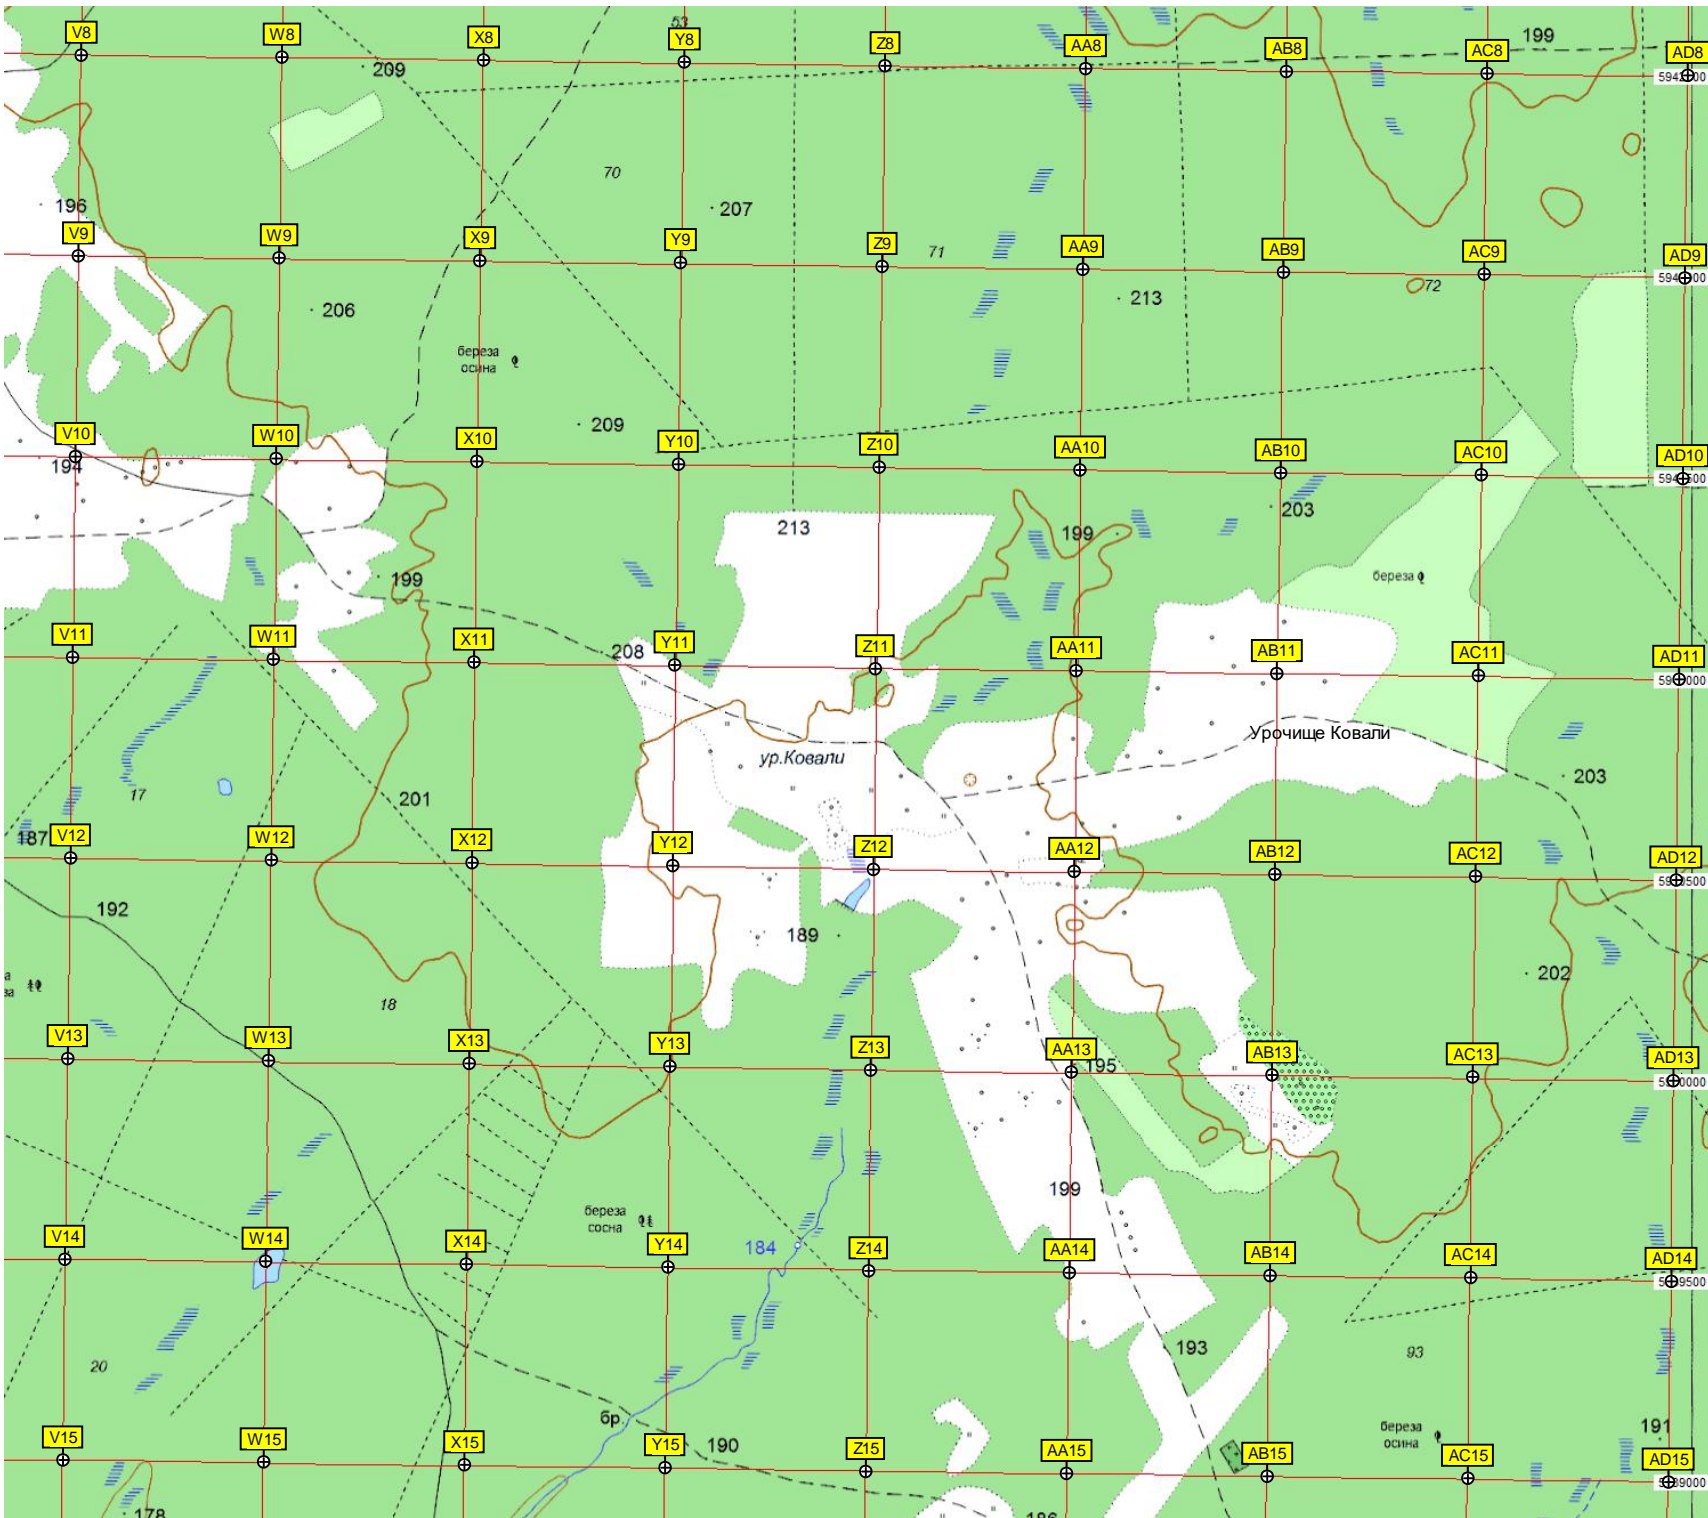 53
V8 W8 X8 Y8 Z8 AA8 AB8 AC8 199 AD8
209
70
196 207
V9 W9 X9 Y9 Z9 71 AA9 AB9 AC9 AD9
206 213 72
береза
осина
209
V10 W10 X10 Y10 Z10 AA10 AB10 AC10 AD10
194
213 199 203
199 береза
V11 W11 X11 208 Y11 Z11 AA11 AB11 AC11 AD11
Урочище Ковали
ур.Ковали
17 201 203
187 V12 W12 X12 Y12 Z12 AA12 AB12 AC12 AD12
192
189
202
18
V13 W13 X13 Y13 Z13 AA13 195 AB13 AC13 AD13
199
береза
сосна
184
V14 W14 X14 Y14 Z14 AA14 AB14 AC14 AD14
20 193 93
бр. береза
осина
191
V15 W15 X15 Y15 190 Z15 AA15 AB15 AC15 AD15
178 186